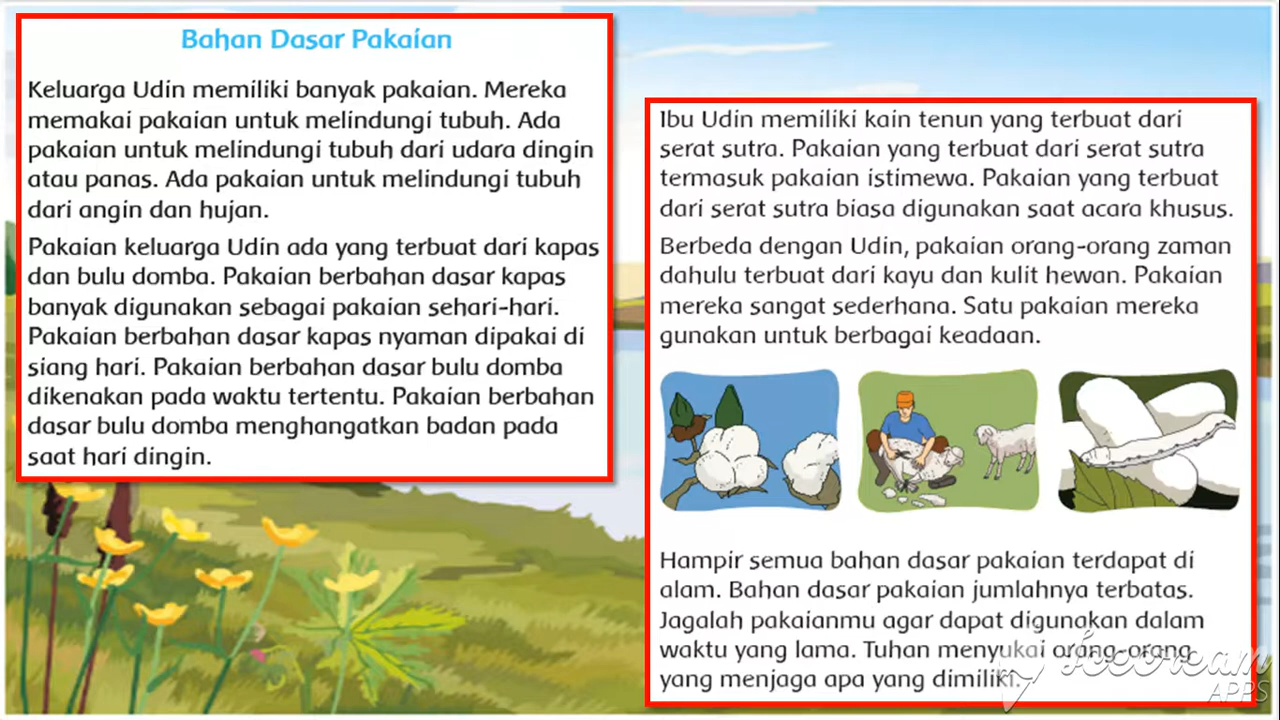 Bahan Dasar Pakaian
Keluarga Udin memiliki banyak pakaian. Mereka
memakai pakaian untuk melindungi tubuh. Ada
pakaian untuk melindungi tubuh dari udara dingin
atau panas. Ada pakaian untuk melindungi tubuh
dari angin dan hujan.
Pakaian keluarga Udin ada yang terbuat dari kapas
dan bulu domba. Pakaian berbahan dasar kapas
banyak digunakan sebagai pakaian sehari-hari.
Pakaian berbahan dasar kapas nyaman dipakai di
siang hari. Pakaian berbahan dasar bulu domba
dikenakan pada waktu tertentu. Pakaian berbahan
dasar bulu domba menghangatkan badan pada
saat hari dingin.
Ibu Udin memiliki kain tenun yang terbuat dari
serat sutra. Pakaian yang terbuat dari serat sutra
termasuk pakaian istimewa. Pakaian yang terbuat
dari serat sutra biasa digunakan saat acara khusus.
Berbeda dengan Udin, pakaian orang-orang zaman
dahulu terbuat dari kayu dan kulit hewan. Pakaian
mereka sangat sederhana. Satu pakaian mereka
gunakan untuk berbagai keadaan.
Hampir semua bahan dasar pakaian terdapat di
alam. Bahan dasar pakaian jumlahnya terbatas.
Jagalah pakaianmu agar dapat digunakan dalam
waktu yang lama. Tuhan menyukai orang-orang
yang menjaga apa yang dimiliki.
IceCream
APPS